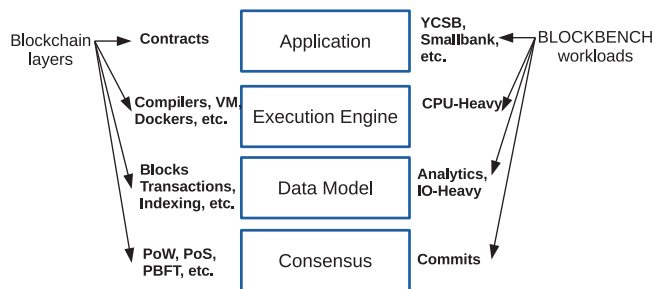 Blockchain
layers
Contracts
Application
YCSB,
Smallbank,
etc.
BLOCKBENCH
workloads
Compilers, VM,
Dockers, etc.
Execution Engine
CPU-Heavy
Blocks
Transactions,
Indexing, etc.
Data Model
Analytics,
IO-Heavy
PoW, PoS,
PBFT, etc.
Consensus
Commits